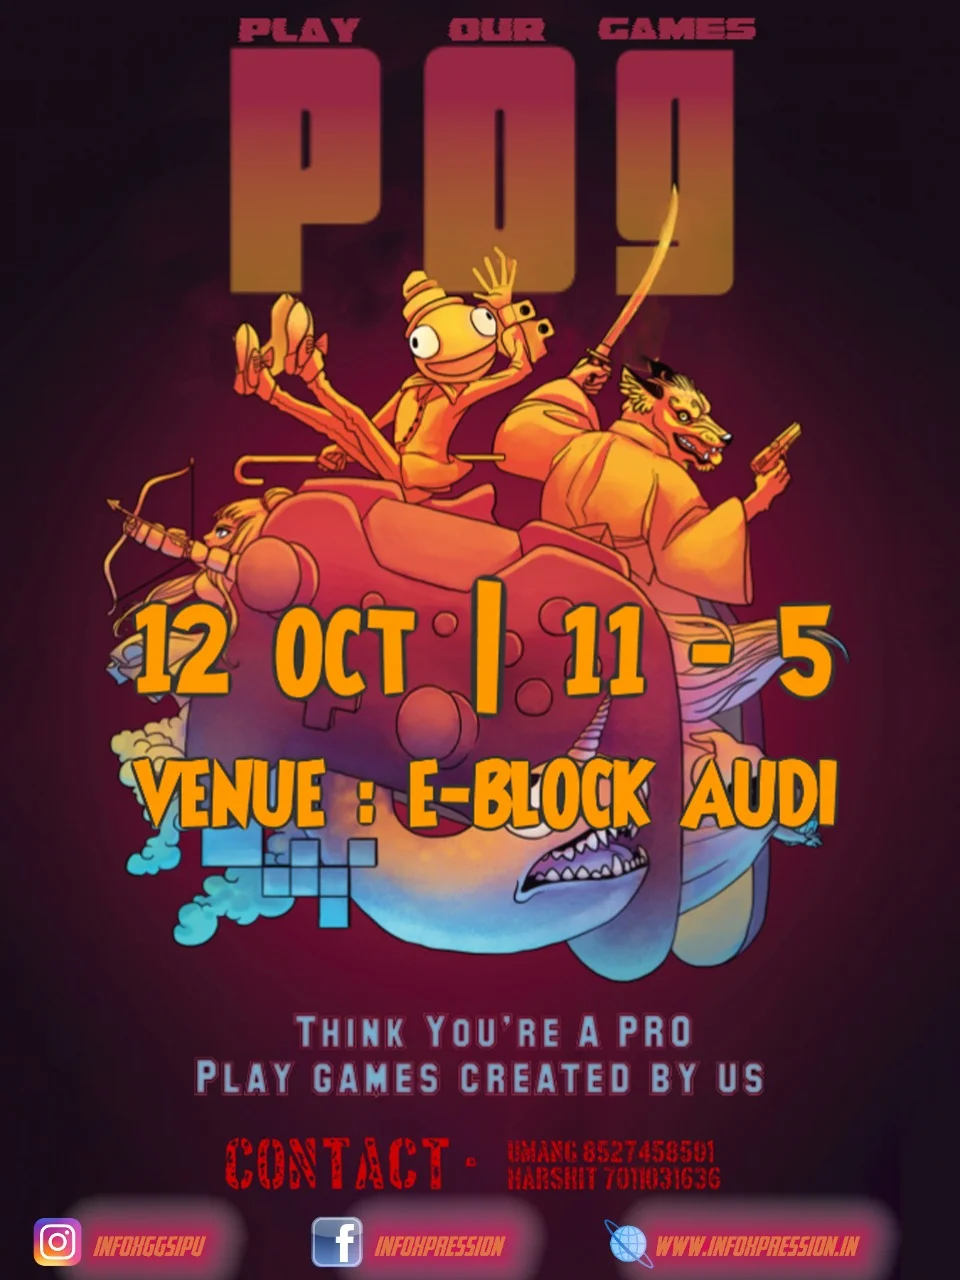 PLAY OUR GAMES
POg
12 OCT | 11 - 5
VENUE : E-BLOCK AUDI
THINK YOU'RE A PRO
PLAY GAMES CREATED BY US
CONTACT -
UMANG 8527458501
HARSHIT 7011031636
INFOXGGSIPU
INFOXPRESSION
WWW.INFOXPRESSION.IN